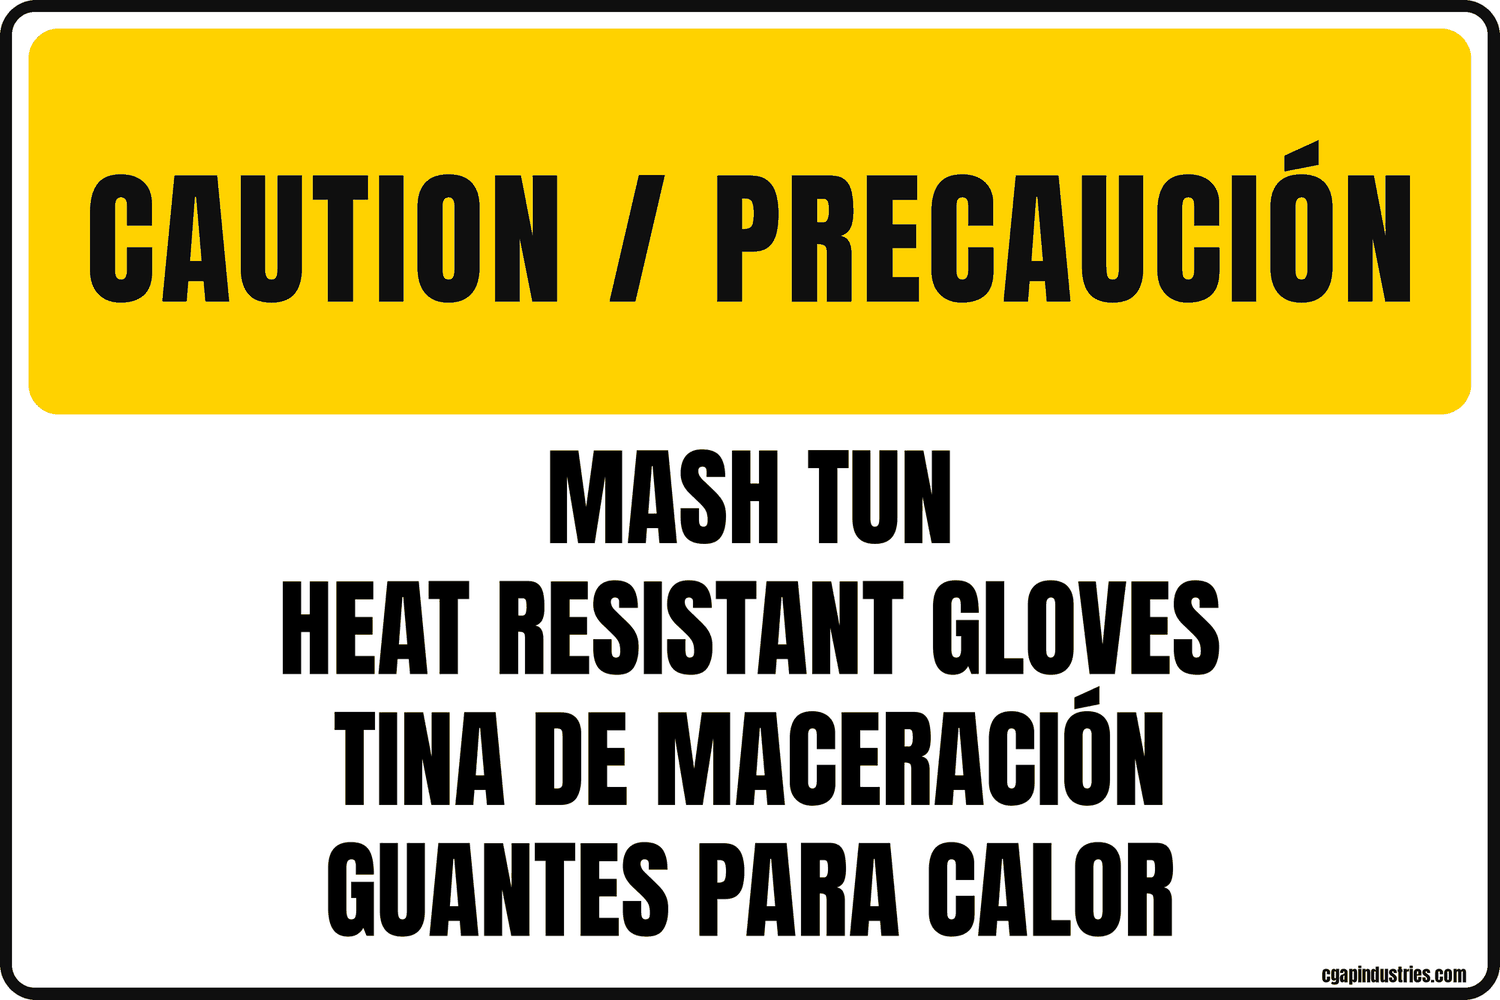 CAUTION / PRECAUCIÓN
MASH TUN
HEAT RESISTANT GLOVES
TINA DE MACERACIÓN
GUANTES PARA CALOR
cgapindustries.com